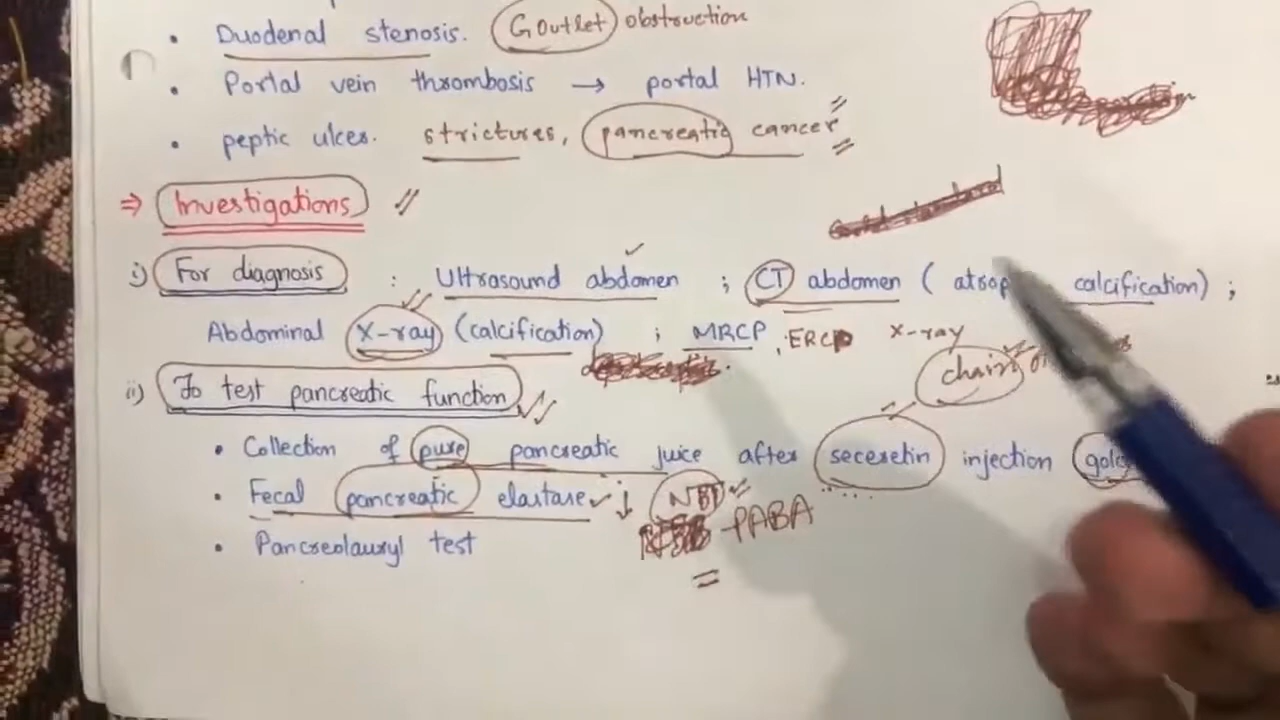 • Duodenal stenosis. G outlet obstruction
• Portal vein thrombosis → portal HTN.
• peptic ulces. strictures, pancreatic cancer
⇒ Investigations
i) For diagnosis : Ultrasound abdomen ; CT abdomen ( calcification) ;
Abdominal X-ray (calcification) ; MRCP , ERCP X-ray
chain
ii) To test pancreatic function
• Collection of pure pancreatic juice after seceretin injection
• Fecal pancreatic elastase ↓ NBT
-PABA
• Pancreolauryl test